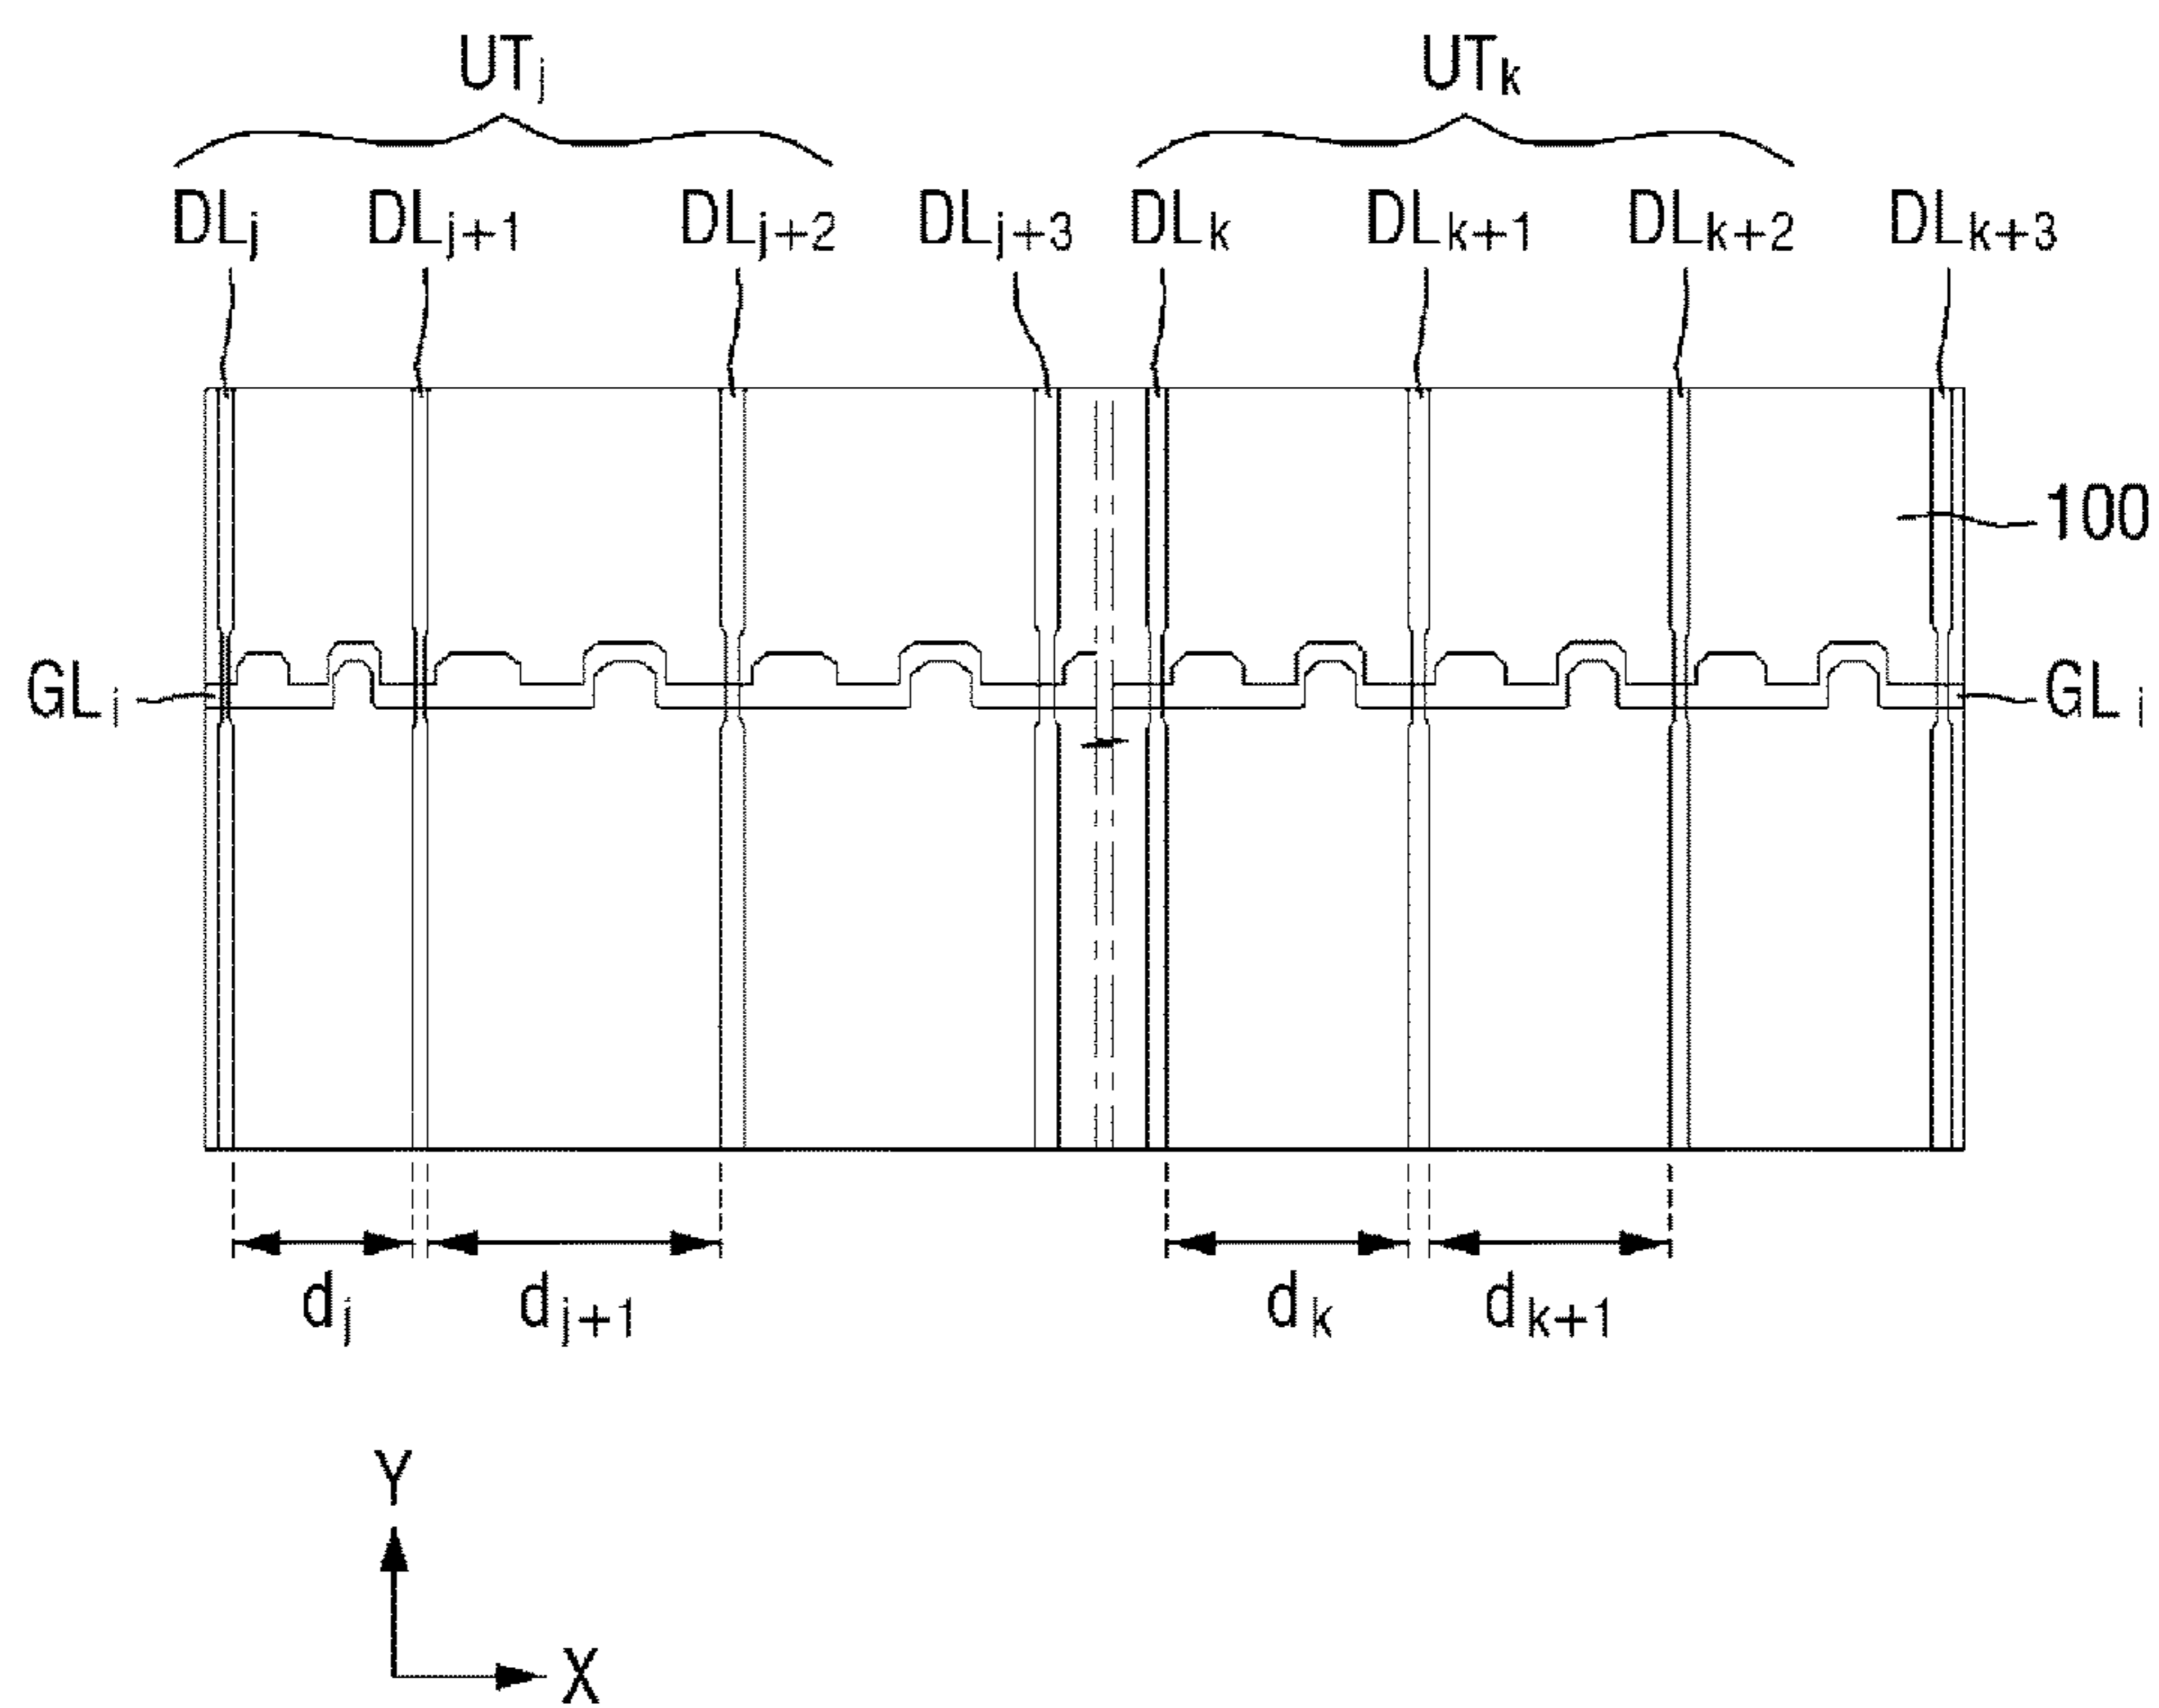 UTj UTk
DLj DLj+1 DLj+2 DLj+3 DLk DLk+1 DLk+2 DLk+3
100
GLi GLi
dj dj+1 dk dk+1
Y
X